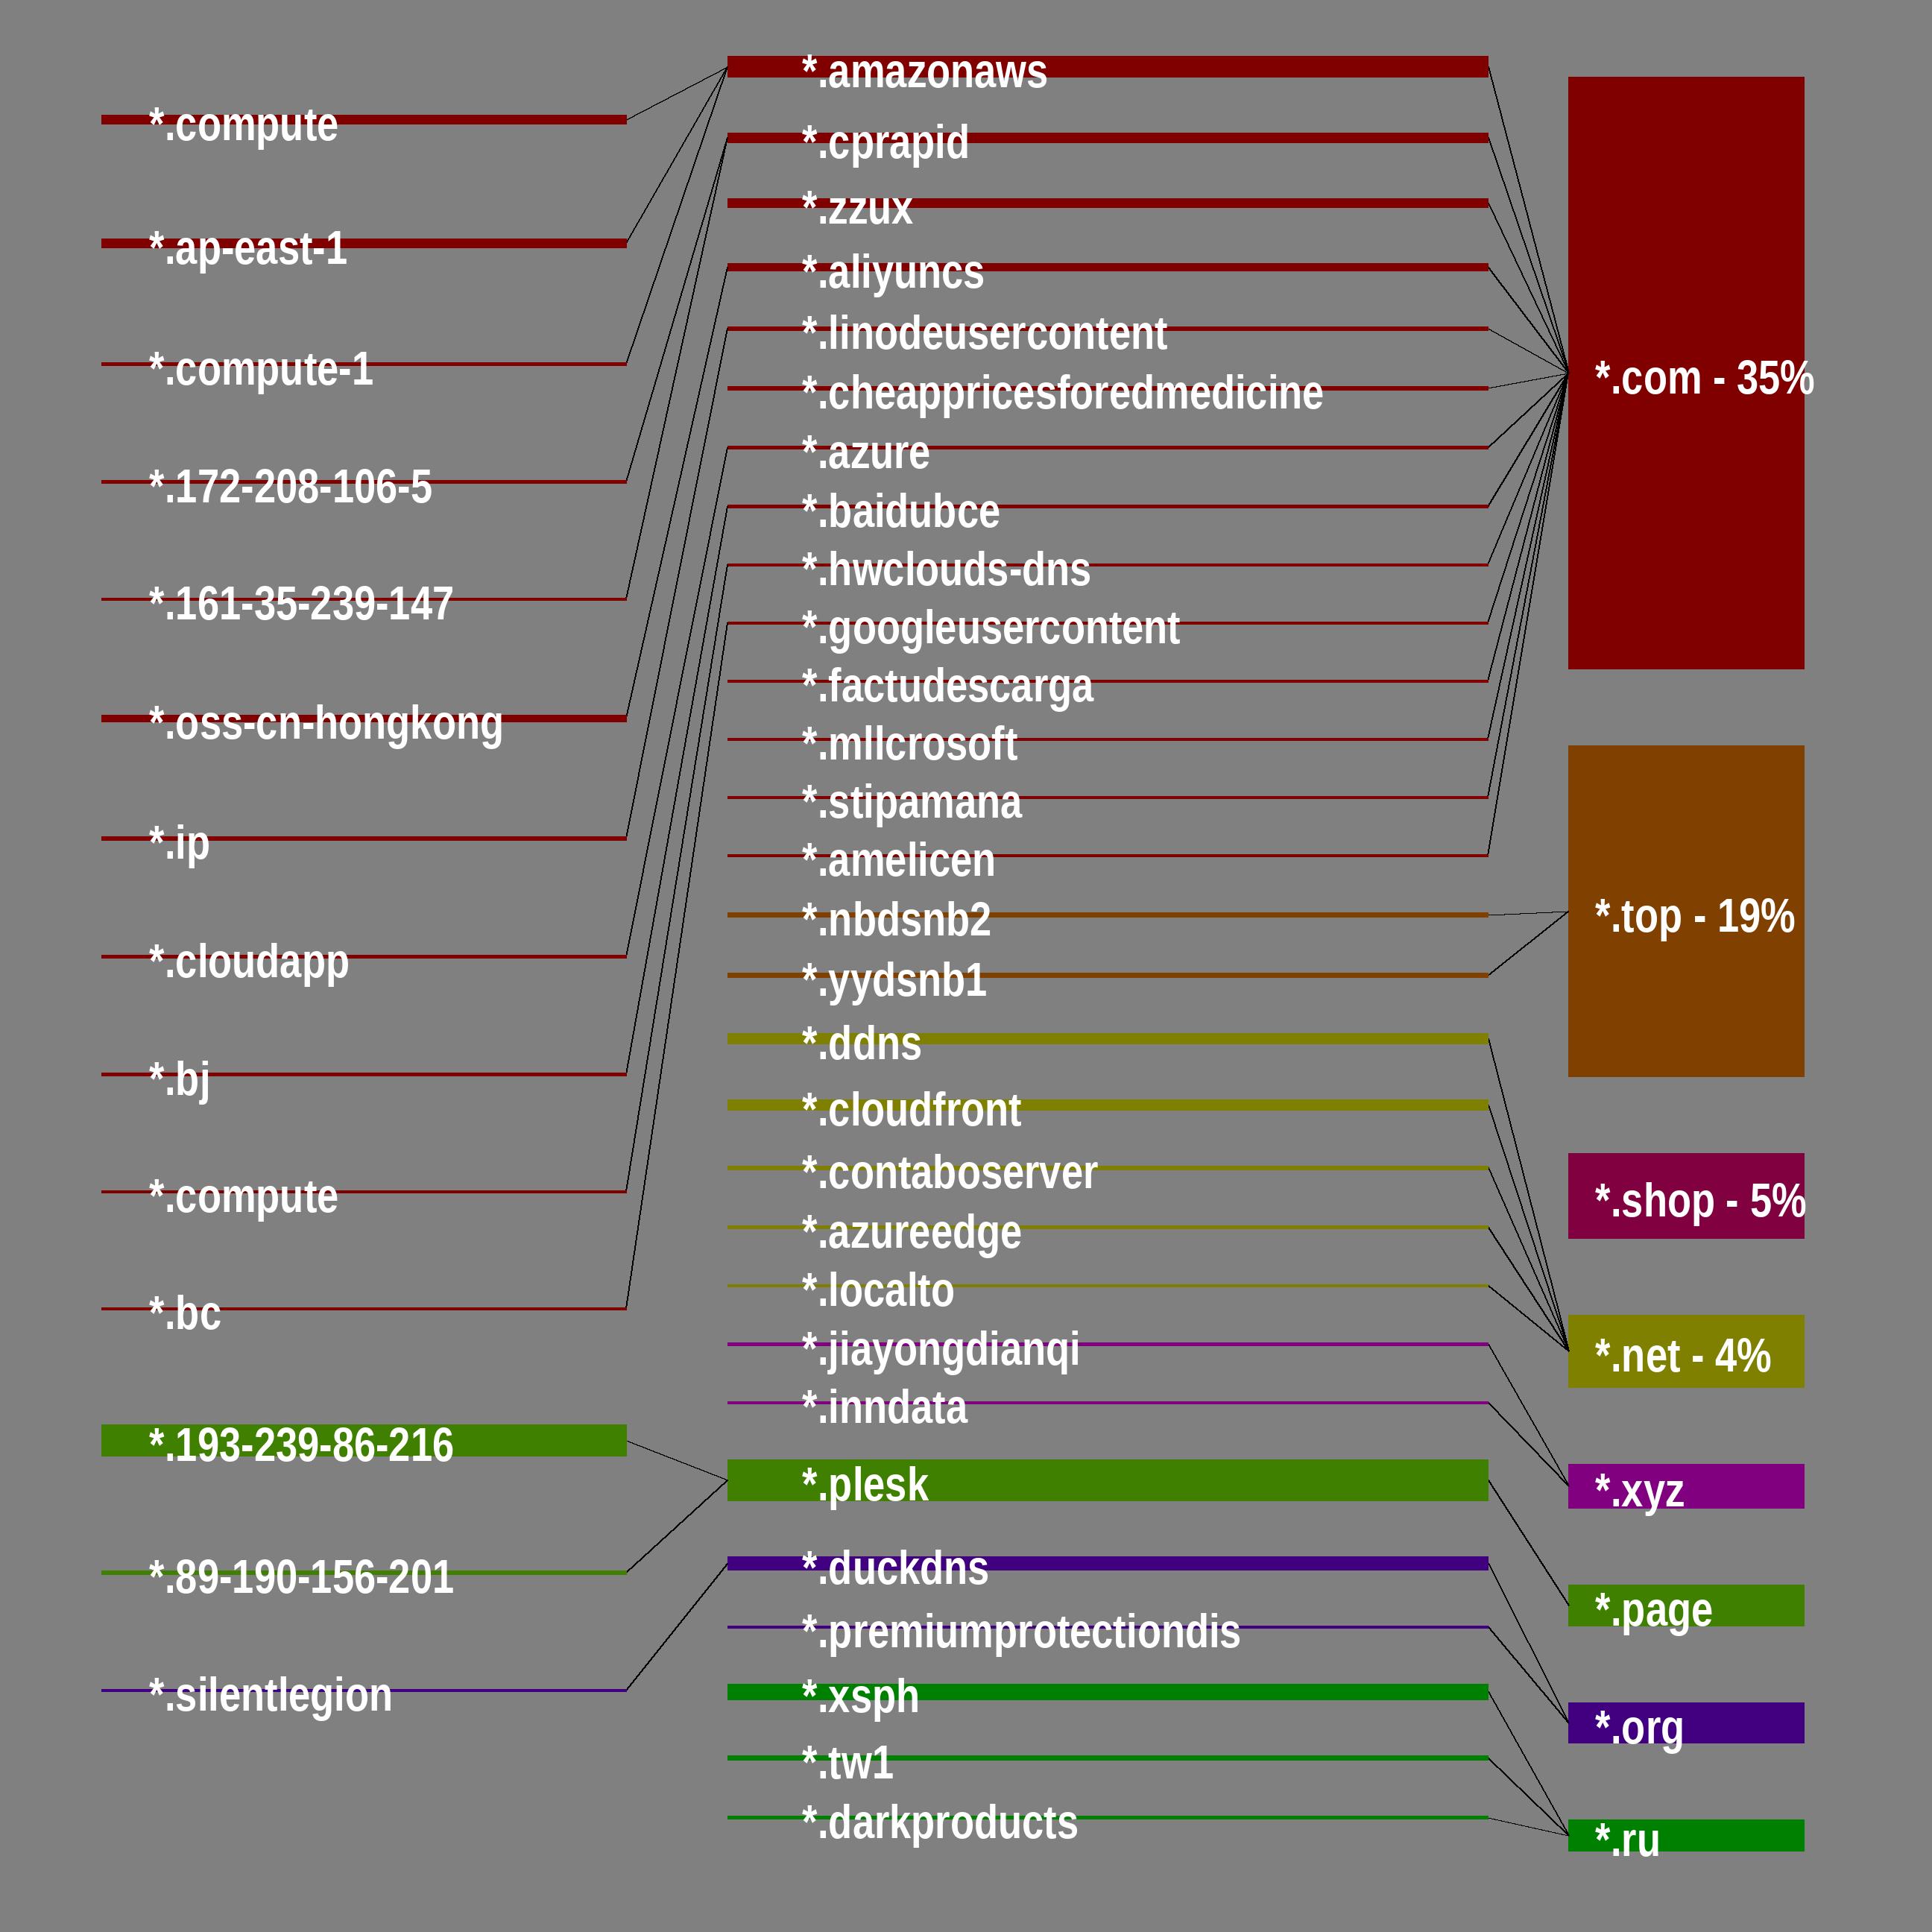 *.compute
*.ap-east-1
*.compute-1
*.172-208-106-5
*.161-35-239-147
*.oss-cn-hongkong
*.ip
*.cloudapp
*.bj
*.compute
*.bc
*.193-239-86-216
*.89-190-156-201
*.silentlegion
*.amazonaws
*.cprapid
*.zzux
*.aliyuncs
*.linodeusercontent
*.cheappricesforedmedicine
*.azure
*.baidubce
*.hwclouds-dns
*.googleusercontent
*.factudescarga
*.mllcrosoft
*.stipamana
*.amelicen
*.nbdsnb2
*.yydsnb1
*.ddns
*.cloudfront
*.contaboserver
*.azureedge
*.localto
*.jiayongdianqi
*.inndata
*.plesk
*.duckdns
*.premiumprotectiondis
*.xsph
*.tw1
*.darkproducts
*.com - 35%
*.top - 19%
*.shop - 5%
*.net - 4%
*.xyz
*.page
*.org
*.ru